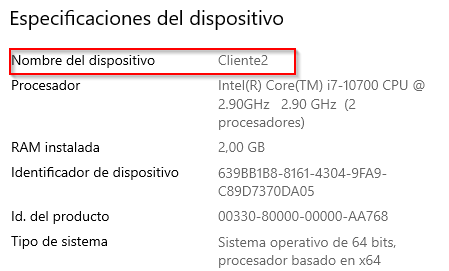 Especificaciones del dispositivo
Nombre del dispositivo Cliente2
Procesador Intel(R) Core(TM) i7-10700 CPU @
2.90GHz 2.90 GHz (2
procesadores)
RAM instalada 2,00 GB
Identificador de dispositivo 639BB1B8-8161-4304-9FA9-
C89D7370DA05
Id. del producto 00330-80000-00000-AA768
Tipo de sistema Sistema operativo de 64 bits,
procesador basado en x64